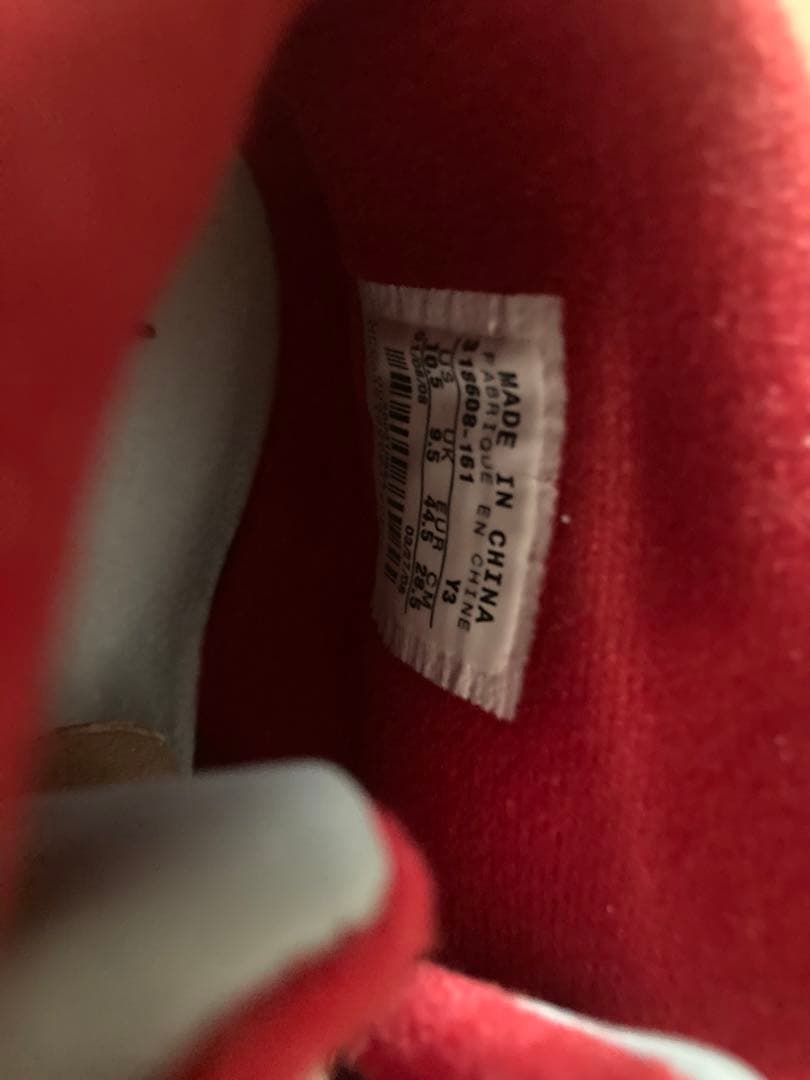 MADE IN CHINA
FABRIQUE EN CHINE
318608-161 Y3
US UK EUR CM
10.5 9.5 44.5 28.5